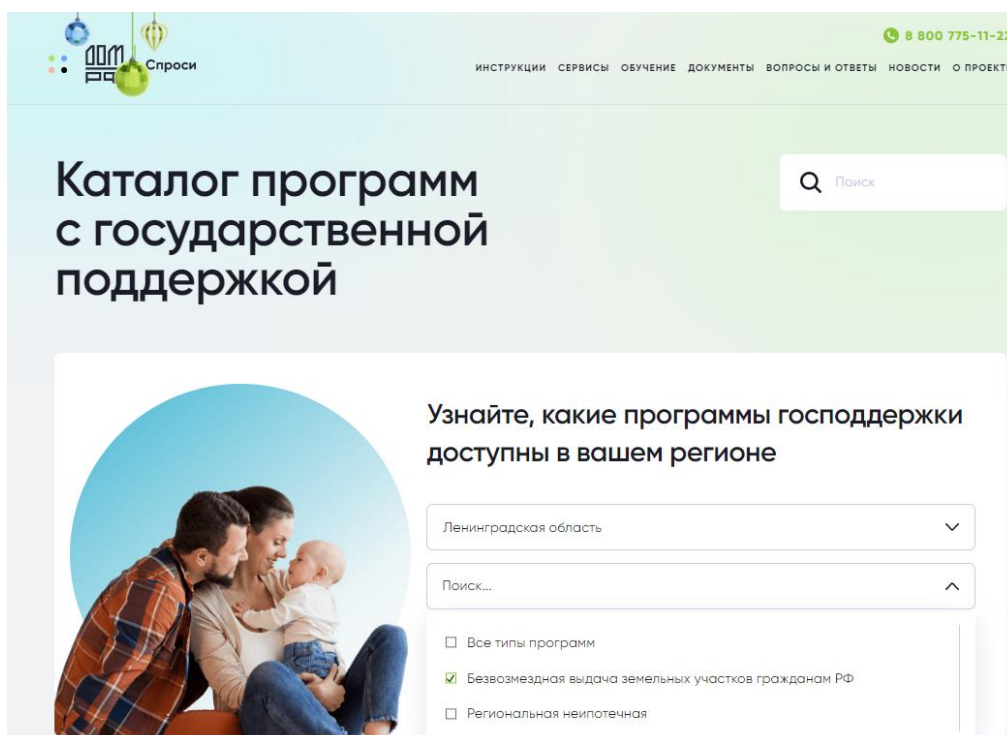 ДОМ
РФ
Спроси
8 800 775-11-22
ИНСТРУКЦИИ СЕРВИСЫ ОБУЧЕНИЕ ДОКУМЕНТЫ ВОПРОСЫ И ОТВЕТЫ НОВОСТИ О ПРОЕКТЕ
Каталог программ
с государственной
поддержкой
Поиск
Узнайте, какие программы господдержки
доступны в вашем регионе
Ленинградская область
Поиск...
Все типы программ
Безвозмездная выдача земельных участков гражданам РФ
Региональная неипотечная